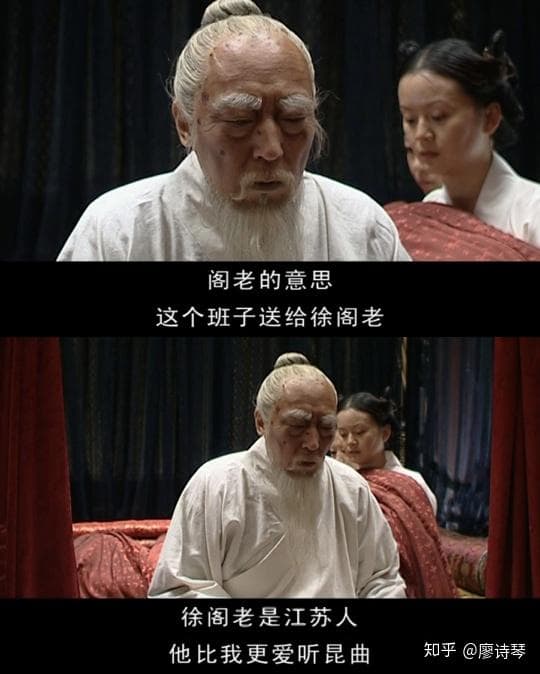 阁老的意思
这个班子送给徐阁老
徐阁老是江苏人
他比我更爱听昆曲
知乎 @廖诗琴